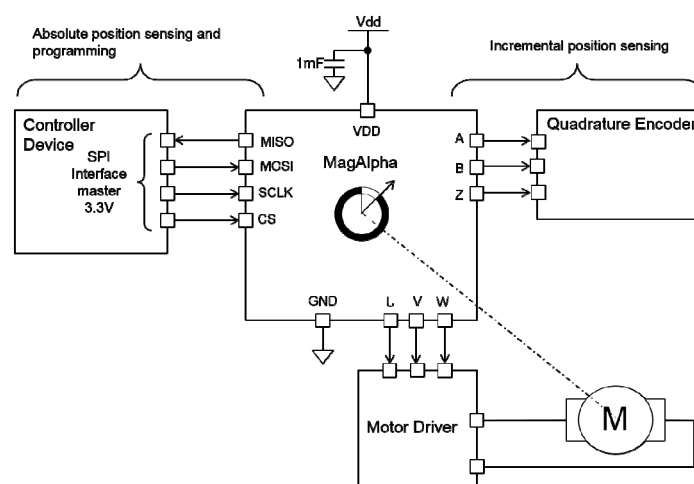 Absolute position sensing and
programming
Vdd
1mF
Incremental position sensing
Controller
Device
SPI
Interface
master
3.3V
MISO
MOSI
SCLK
CS
VDD
MagAlpha
A
B
Z
Quadrature Encoder
GND
U
V
W
Motor Driver
M